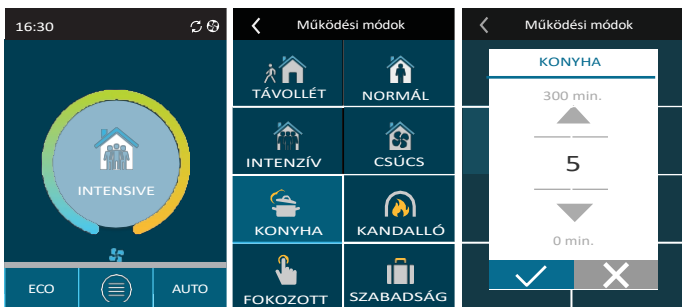 16:30
INTENSIVE
ECO
AUTO
Működési módok
TÁVOLLÉT
NORMÁL
INTENZÍV
CSÚCS
KONYHA
KANDALLÓ
FOKOZOTT
SZABADSÁG
Működési módok
KONYHA
300 min.
5
0 min.